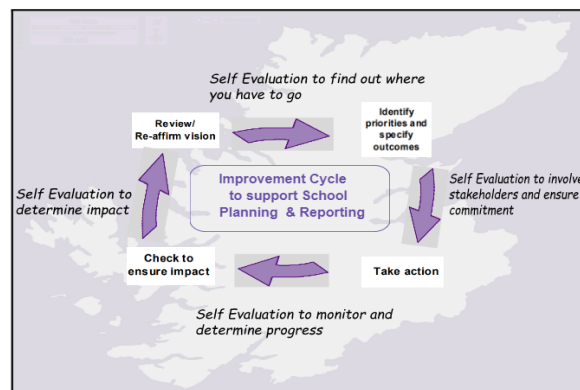 Self Evaluation to find out where
you have to go
Review/
Re-affirm vision
Identify
priorities and
specify
outcomes
Self Evaluation to involve
stakeholders and ensure
commitment
Self Evaluation to
determine impact
Improvement Cycle
to support School
Planning & Reporting
Check to
ensure impact
Take action
Self Evaluation to monitor and
determine progress